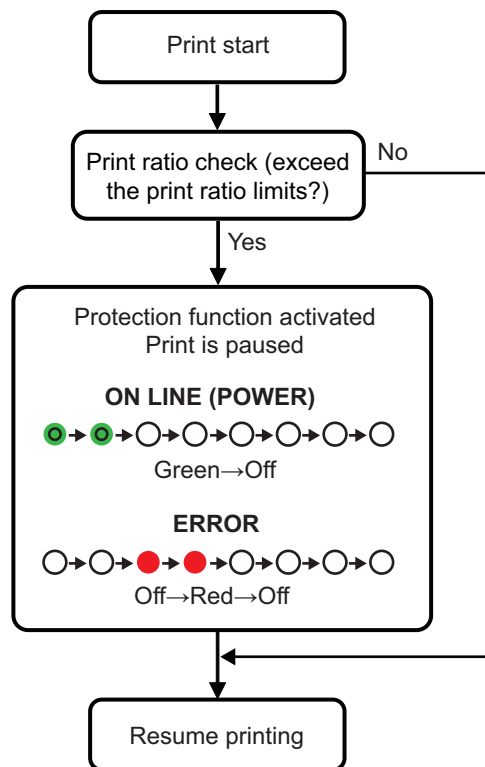 Print start
Print ratio check (exceed
the print ratio limits?)
No
Yes
Protection function activated
Print is paused
ON LINE (POWER)
Green→Off
ERROR
Off→Red→Off
Resume printing